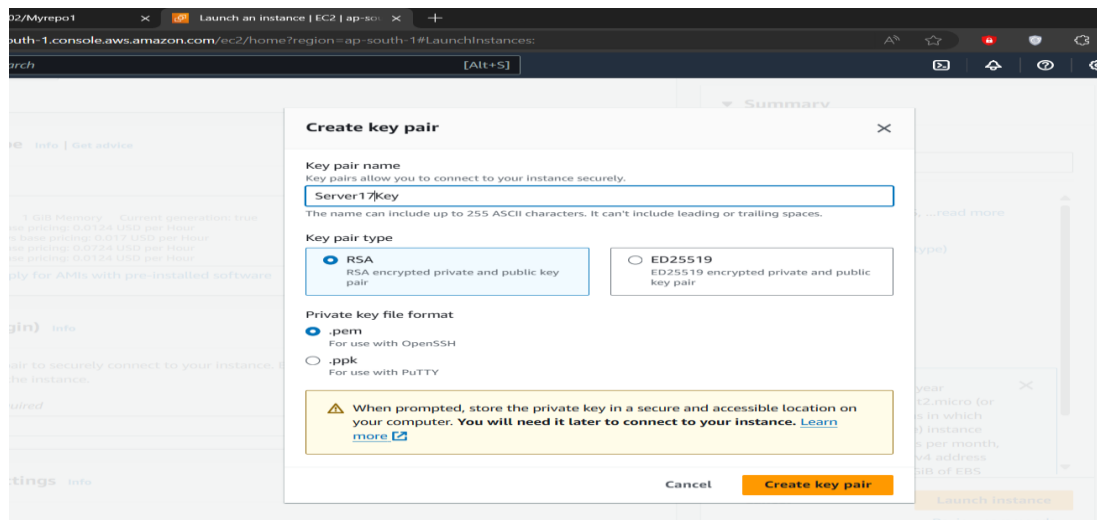 02/Myrepo1
Launch an instance | EC2 | ap-sou
outh-1.console.aws.amazon.com/ec2/home?region=ap-south-1#LaunchInstances:
arch
[Alt+S]
Summary
Info | Get advice
1 GiB Memory Current generation: true
base pricing: 0.0124 USD per Hour
base pricing: 0.017 USD per Hour
pricing: 0.0724 USD per Hour
pricing: 0.0124 USD per Hour
ply for AMIs with pre-installed software
gin) Info
air to securely connect to your instance.
the instance.
uired
ttings Info
Create key pair
Key pair name
Key pairs allow you to connect to your instance securely.
Server17Key
The name can include up to 255 ASCII characters. It can't include leading or trailing spaces.
Key pair type
RSA
RSA encrypted private and public key
pair
ED25519
ED25519 encrypted private and public
key pair
Private key file format
.pem
For use with OpenSSH
.ppk
For use with PuTTY
When prompted, store the private key in a secure and accessible location on
your computer. You will need it later to connect to your instance. Learn
more
Cancel
Create key pair
...read more
type)
year
t2.micro (or
s in which
instance
s per month,
v4 address
GiB of EBS
Launch instance